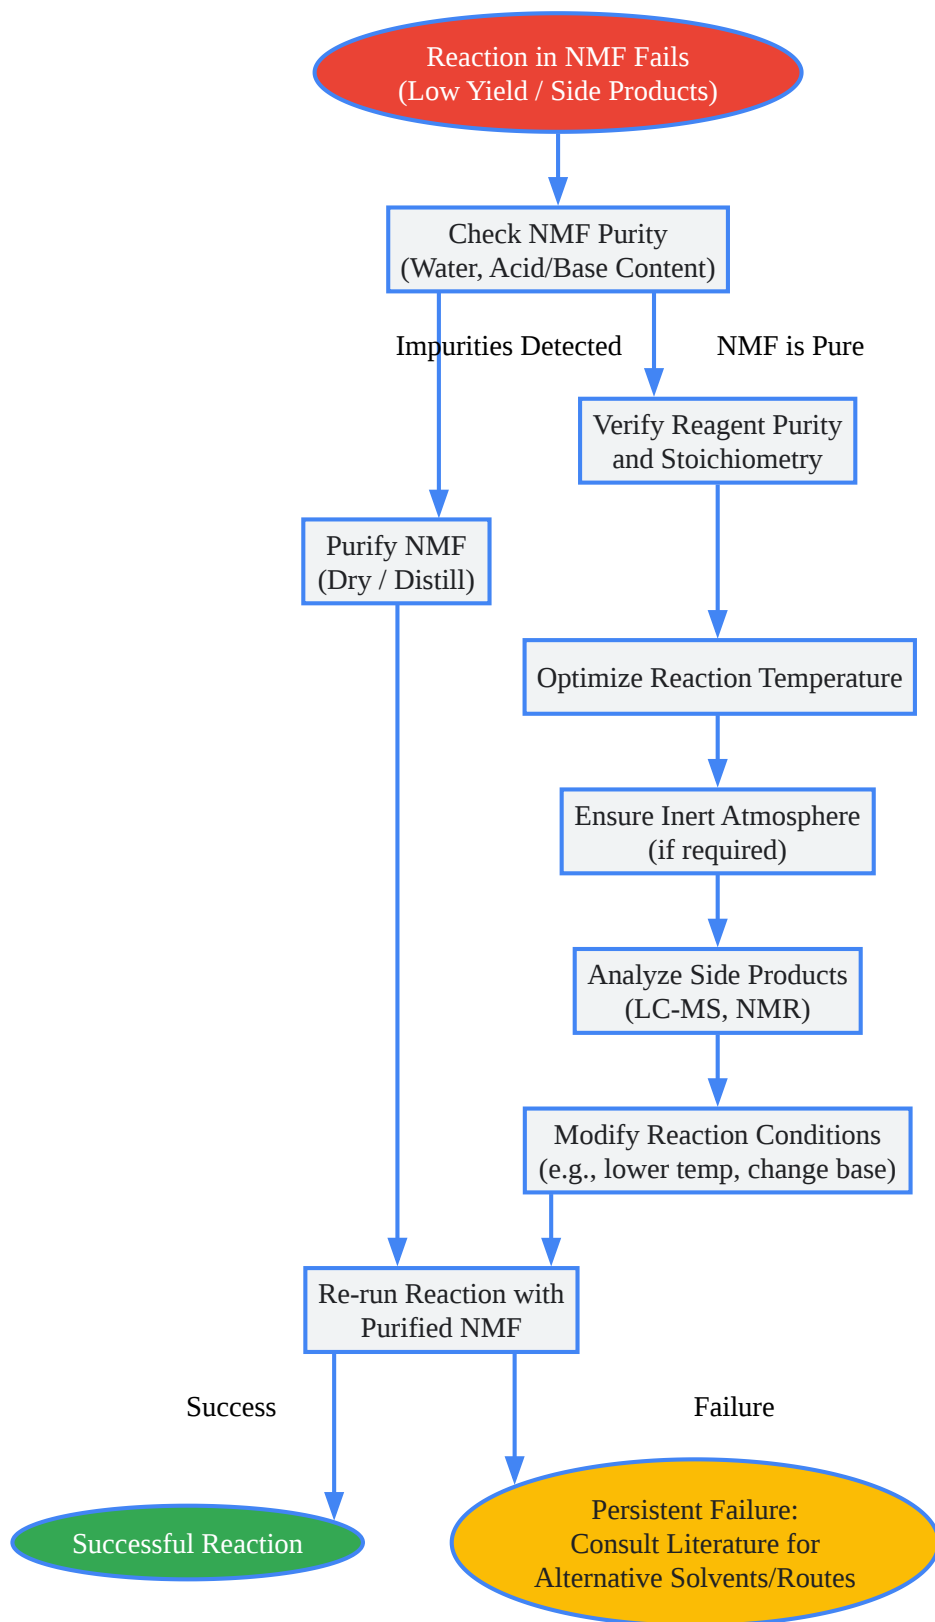 Reaction in NMF Fails
(Low Yield / Side Products)
Check NMF Purity
(Water, Acid/Base Content)
Impurities Detected
NMF is Pure
Verify Reagent Purity
and Stoichiometry
Purify NMF
(Dry / Distill)
Optimize Reaction Temperature
Ensure Inert Atmosphere
(if required)
Analyze Side Products
(LC-MS, NMR)
Modify Reaction Conditions
(e.g., lower temp, change base)
Re-run Reaction with
Purified NMF
Success
Failure
Successful Reaction
Persistent Failure:
Consult Literature for
Alternative Solvents/Routes